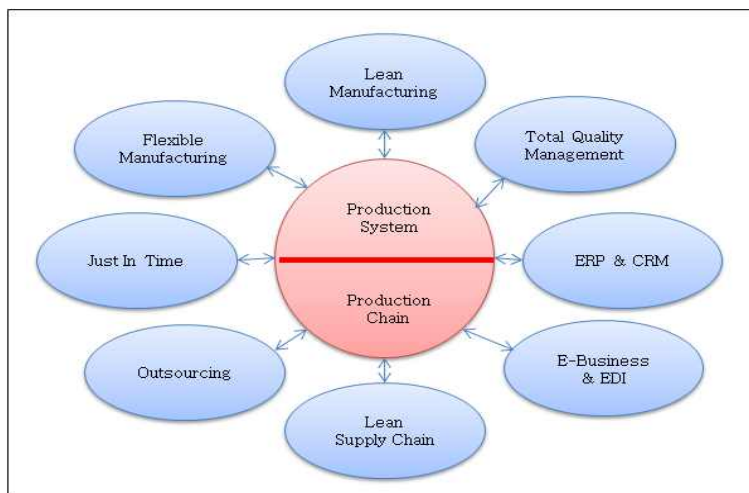 Lean
Manufacturing
Flexible
Manufacturing
Total Quality
Management
Production
System
Just In Time
ERP & CRM
Production
Chain
Outsourcing
E-Business
& EDI
Lean
Supply Chain